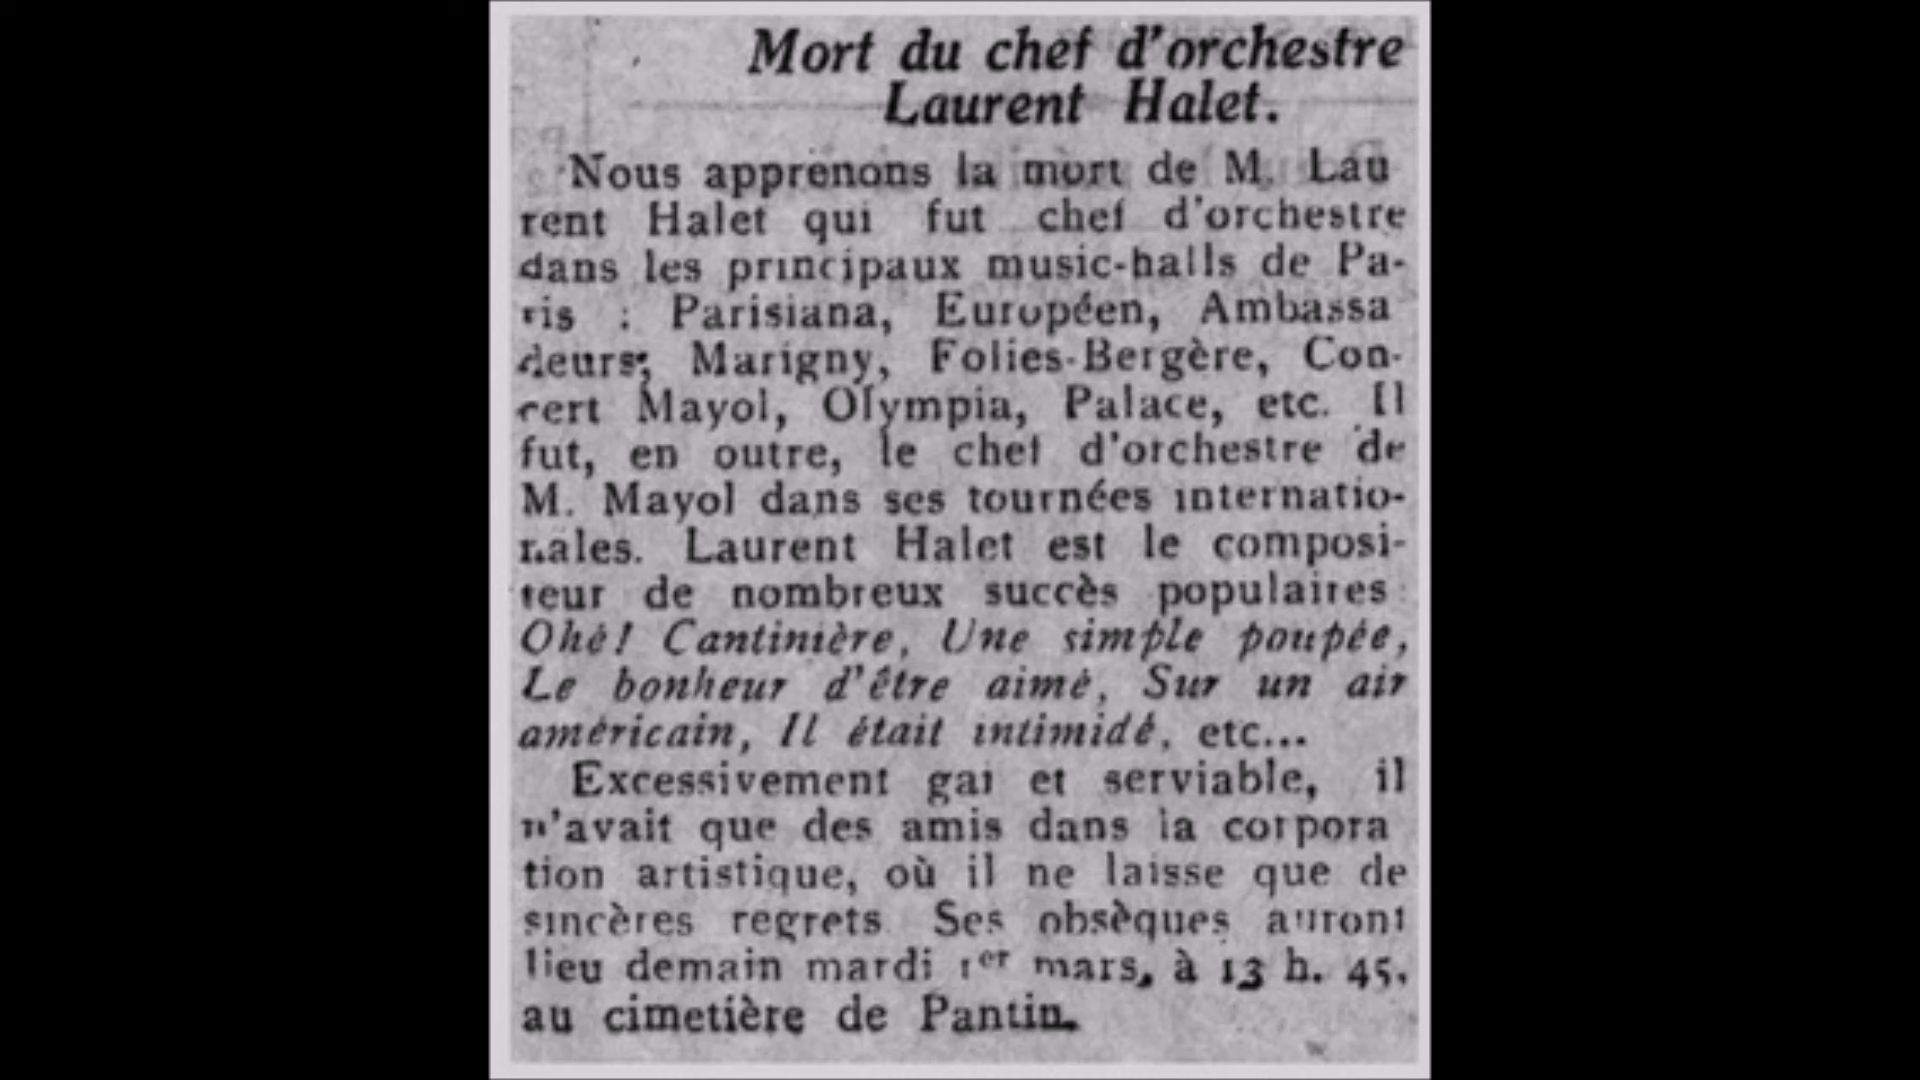 Mort du chef d'orchestre
Laurent Halet.
Nous apprenons la mort de M. Lau
rent Halet qui fut chef d'orchestre
dans les principaux music-halls de Pa-
ris : Parisiana, Européen, Ambassa
deurs, Marigny, Folies-Bergère, Con-
cert Mayol, Olympia, Palace, etc. Il
fut, en outre, le chef d'orchestre de
M. Mayol dans ses tournées internatio-
nales. Laurent Halet est le composi-
teur de nombreux succès populaires :
Ohé! Cantinière, Une simple poupée,
Le bonheur d'être aimé, Sur un air
américain, Il était intimidé, etc...
Excessivement gai et serviable, il
n'avait que des amis dans la corpora
tion artistique, où il ne laisse que de
sincères regrets Ses obsèques auront
lieu demain mardi 1er mars, à 13 h. 45,
au cimetière de Pantin.